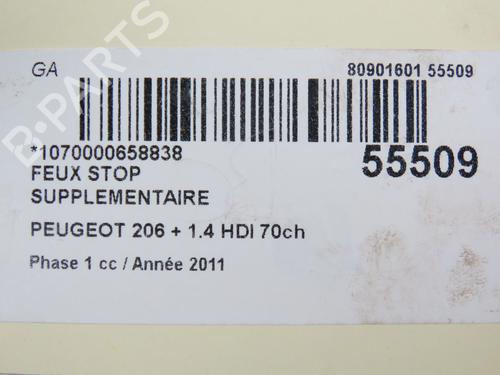 GA
80901601 55509
*1070000658838
55509
FEUX STOP
SUPPLEMENTAIRE
PEUGEOT 206 + 1.4 HDI 70ch
Phase 1 cc / Année 2011
B-PARTS